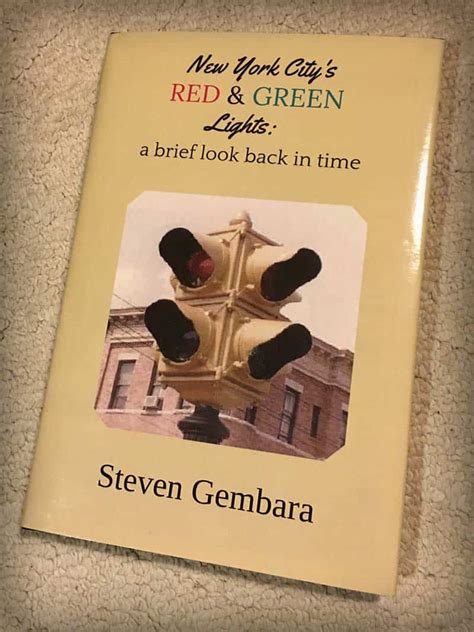 New York City's
RED & GREEN
Lights:
a brief look back in time
Steven Gembara